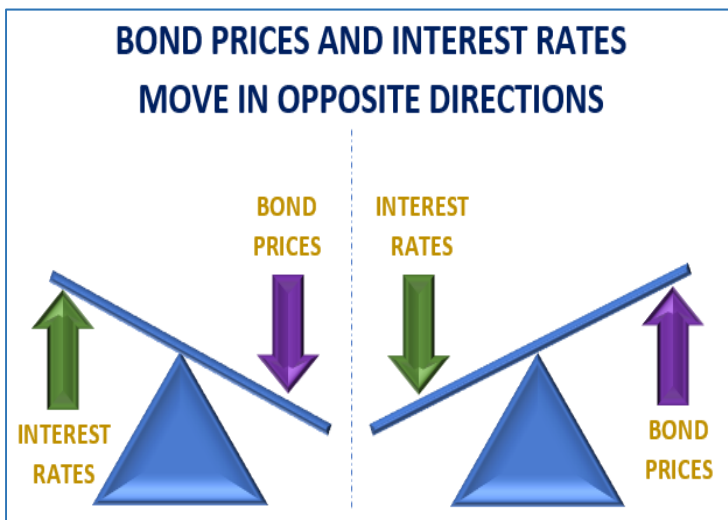 BOND PRICES AND INTEREST RATES
MOVE IN OPPOSITE DIRECTIONS
BOND
PRICES
INTEREST
RATES
INTEREST
RATES
BOND
PRICES